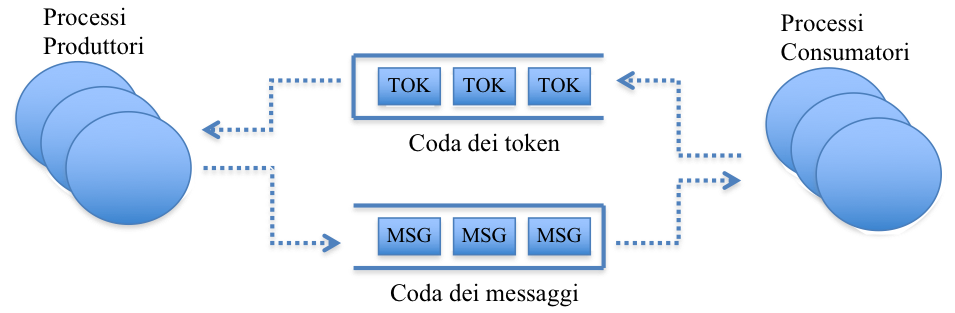 Processi
Produttori
Processi
Consumatori
TOK TOK TOK
Coda dei token
MSG MSG MSG
Coda dei messaggi